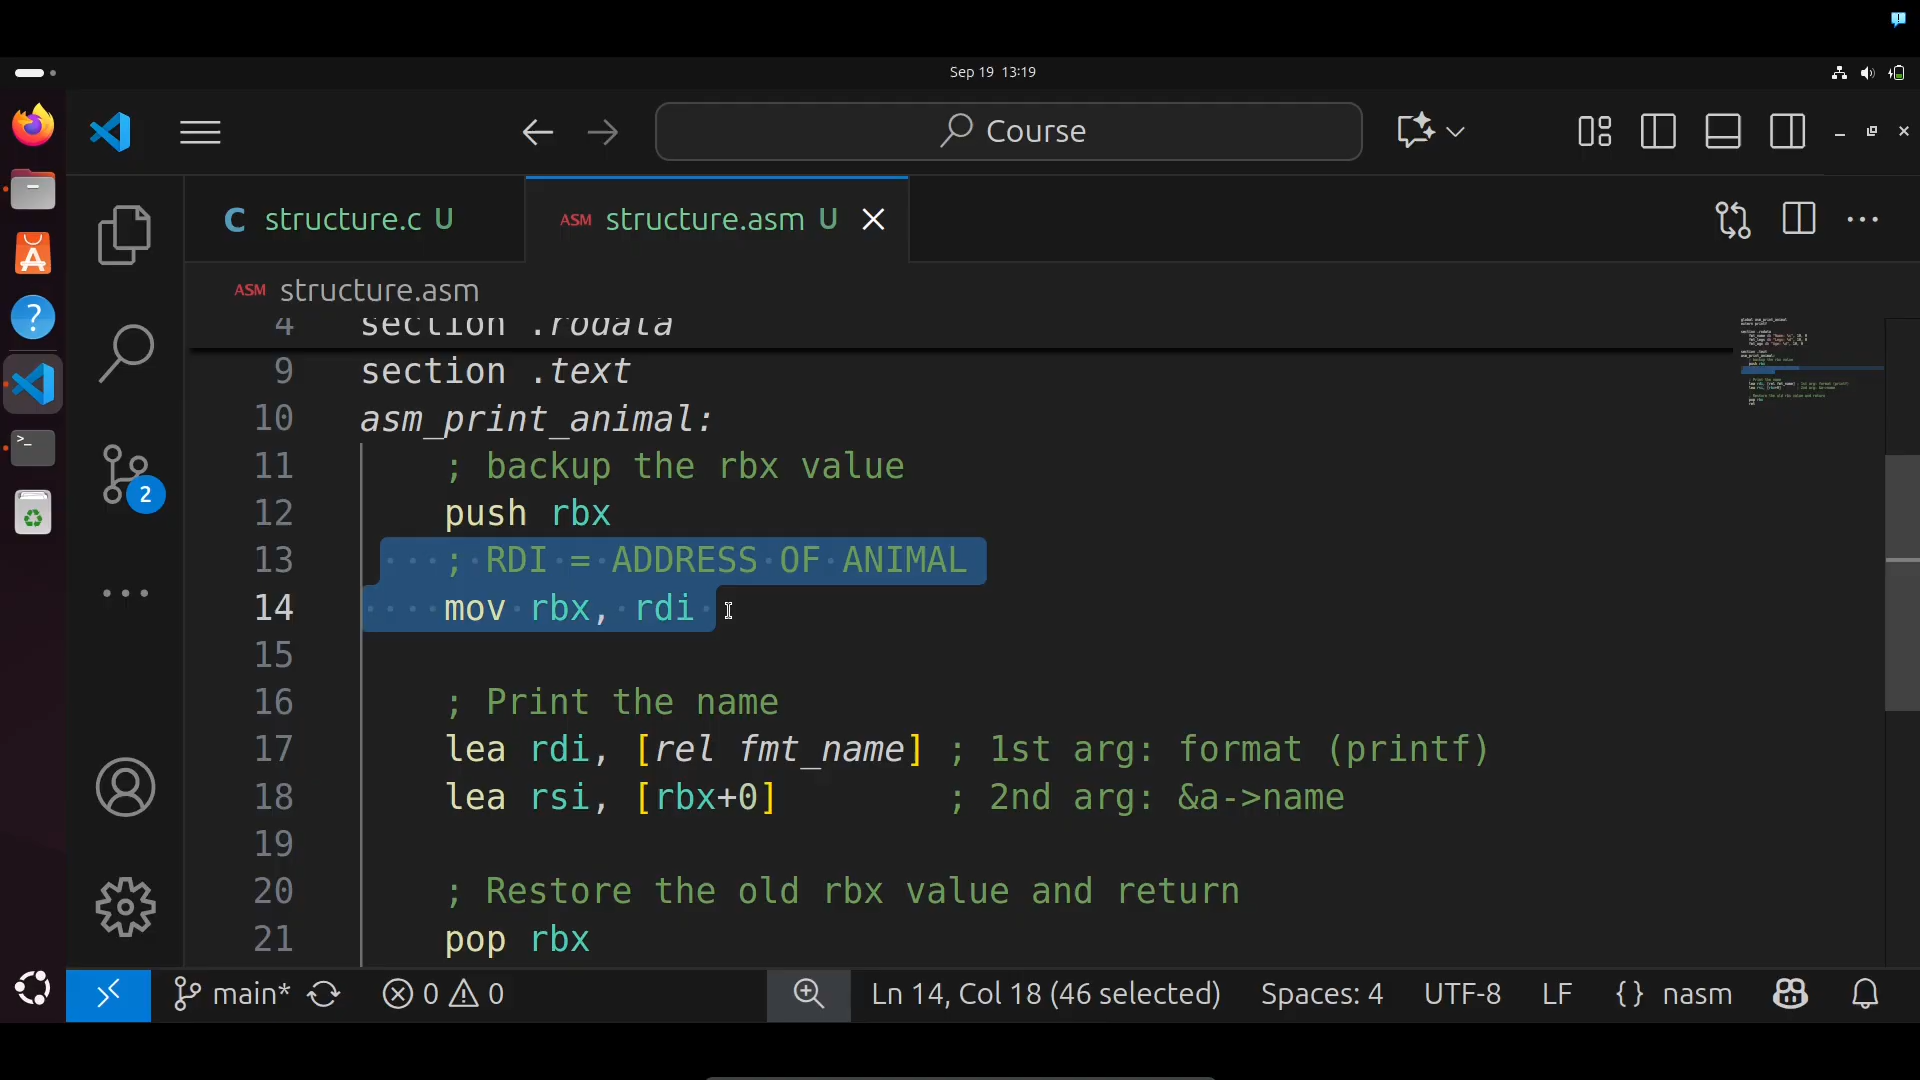 Sep 19 13:19
Course
C structure.c U
ASM structure.asm U
ASM structure.asm
4 section .rodata
9 section .text
10 asm_print_animal:
11 ; backup the rbx value
12 push rbx
13 ; RDI = ADDRESS OF ANIMAL
14 mov rbx, rdi
15
16 ; Print the name
17 lea rdi, [rel fmt_name] ; 1st arg: format (printf)
18 lea rsi, [rbx+0] ; 2nd arg: &a->name
19
20 ; Restore the old rbx value and return
21 pop rbx
2
main* 0 0 Ln 14, Col 18 (46 selected) Spaces: 4 UTF-8 LF {} nasm